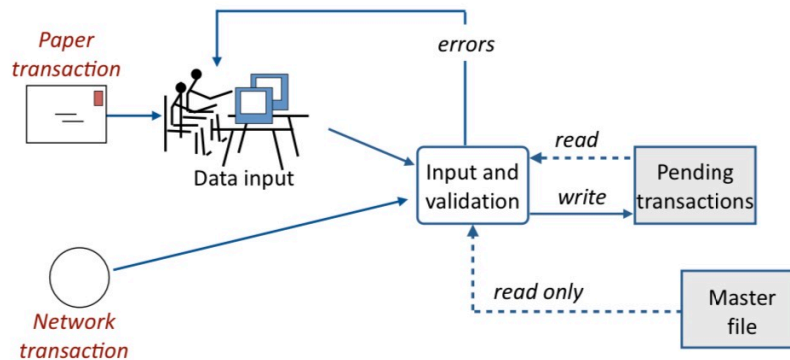 errors
Paper
transaction
Data input
Input and
validation
read
write
Pending
transactions
read only
Master
file
Network
transaction